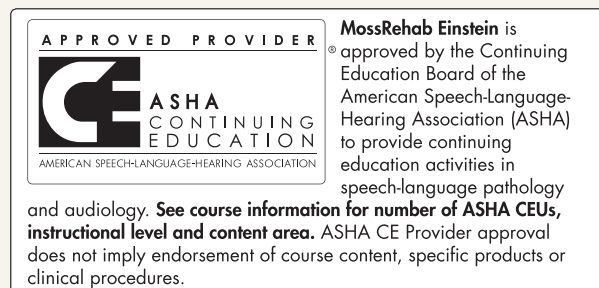 APPROVED PROVIDER
CE
ASHA
CONTINUING
EDUCATION
AMERICAN SPEECH-LANGUAGE-HEARING ASSOCIATION
®
MossRehab Einstein is
approved by the Continuing
Education Board of the
American Speech-Language-
Hearing Association (ASHA)
to provide continuing
education activities in
speech-language pathology
and audiology. See course information for number of ASHA CEUs,
instructional level and content area. ASHA CE Provider approval
does not imply endorsement of course content, specific products or
clinical procedures.